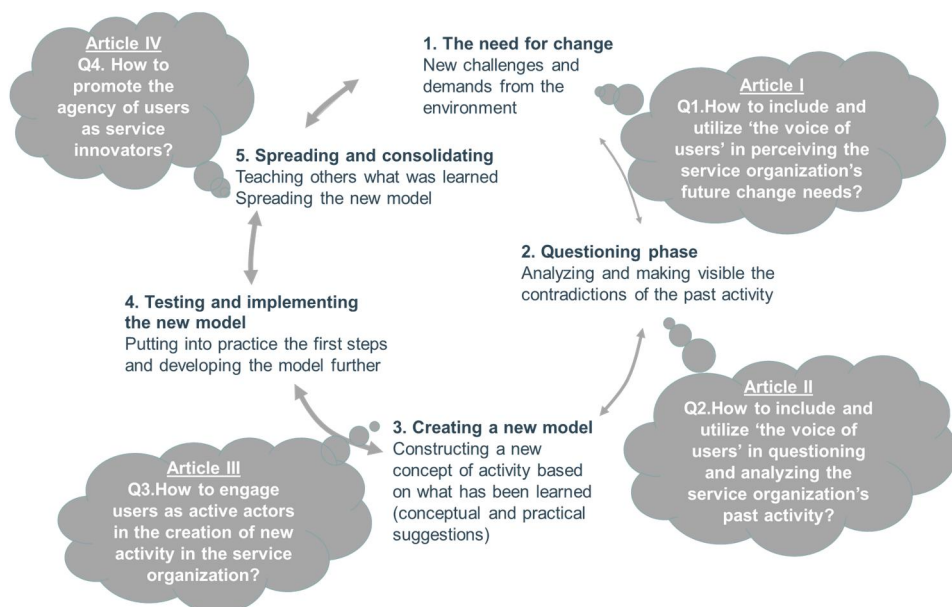 Article IV
Q4. How to
promote the
agency of users
as service
innovators?
1. The need for change
New challenges and
demands from the
environment
Article I
Q1.How to include and
utilize ‘the voice of
users’ in perceiving the
service organization’s
future change needs?
5. Spreading and consolidating
Teaching others what was learned
Spreading the new model
2. Questioning phase
Analyzing and making visible the
contradictions of the past activity
4. Testing and implementing
the new model
Putting into practice the first steps
and developing the model further
Article II
Q2.How to include and
utilize ‘the voice of
users’ in questioning
and analyzing the
service organization’s
past activity?
3. Creating a new model
Constructing a new
concept of activity based
on what has been learned
(conceptual and practical
suggestions)
Article III
Q3.How to engage
users as active actors
in the creation of new
activity in the service
organization?